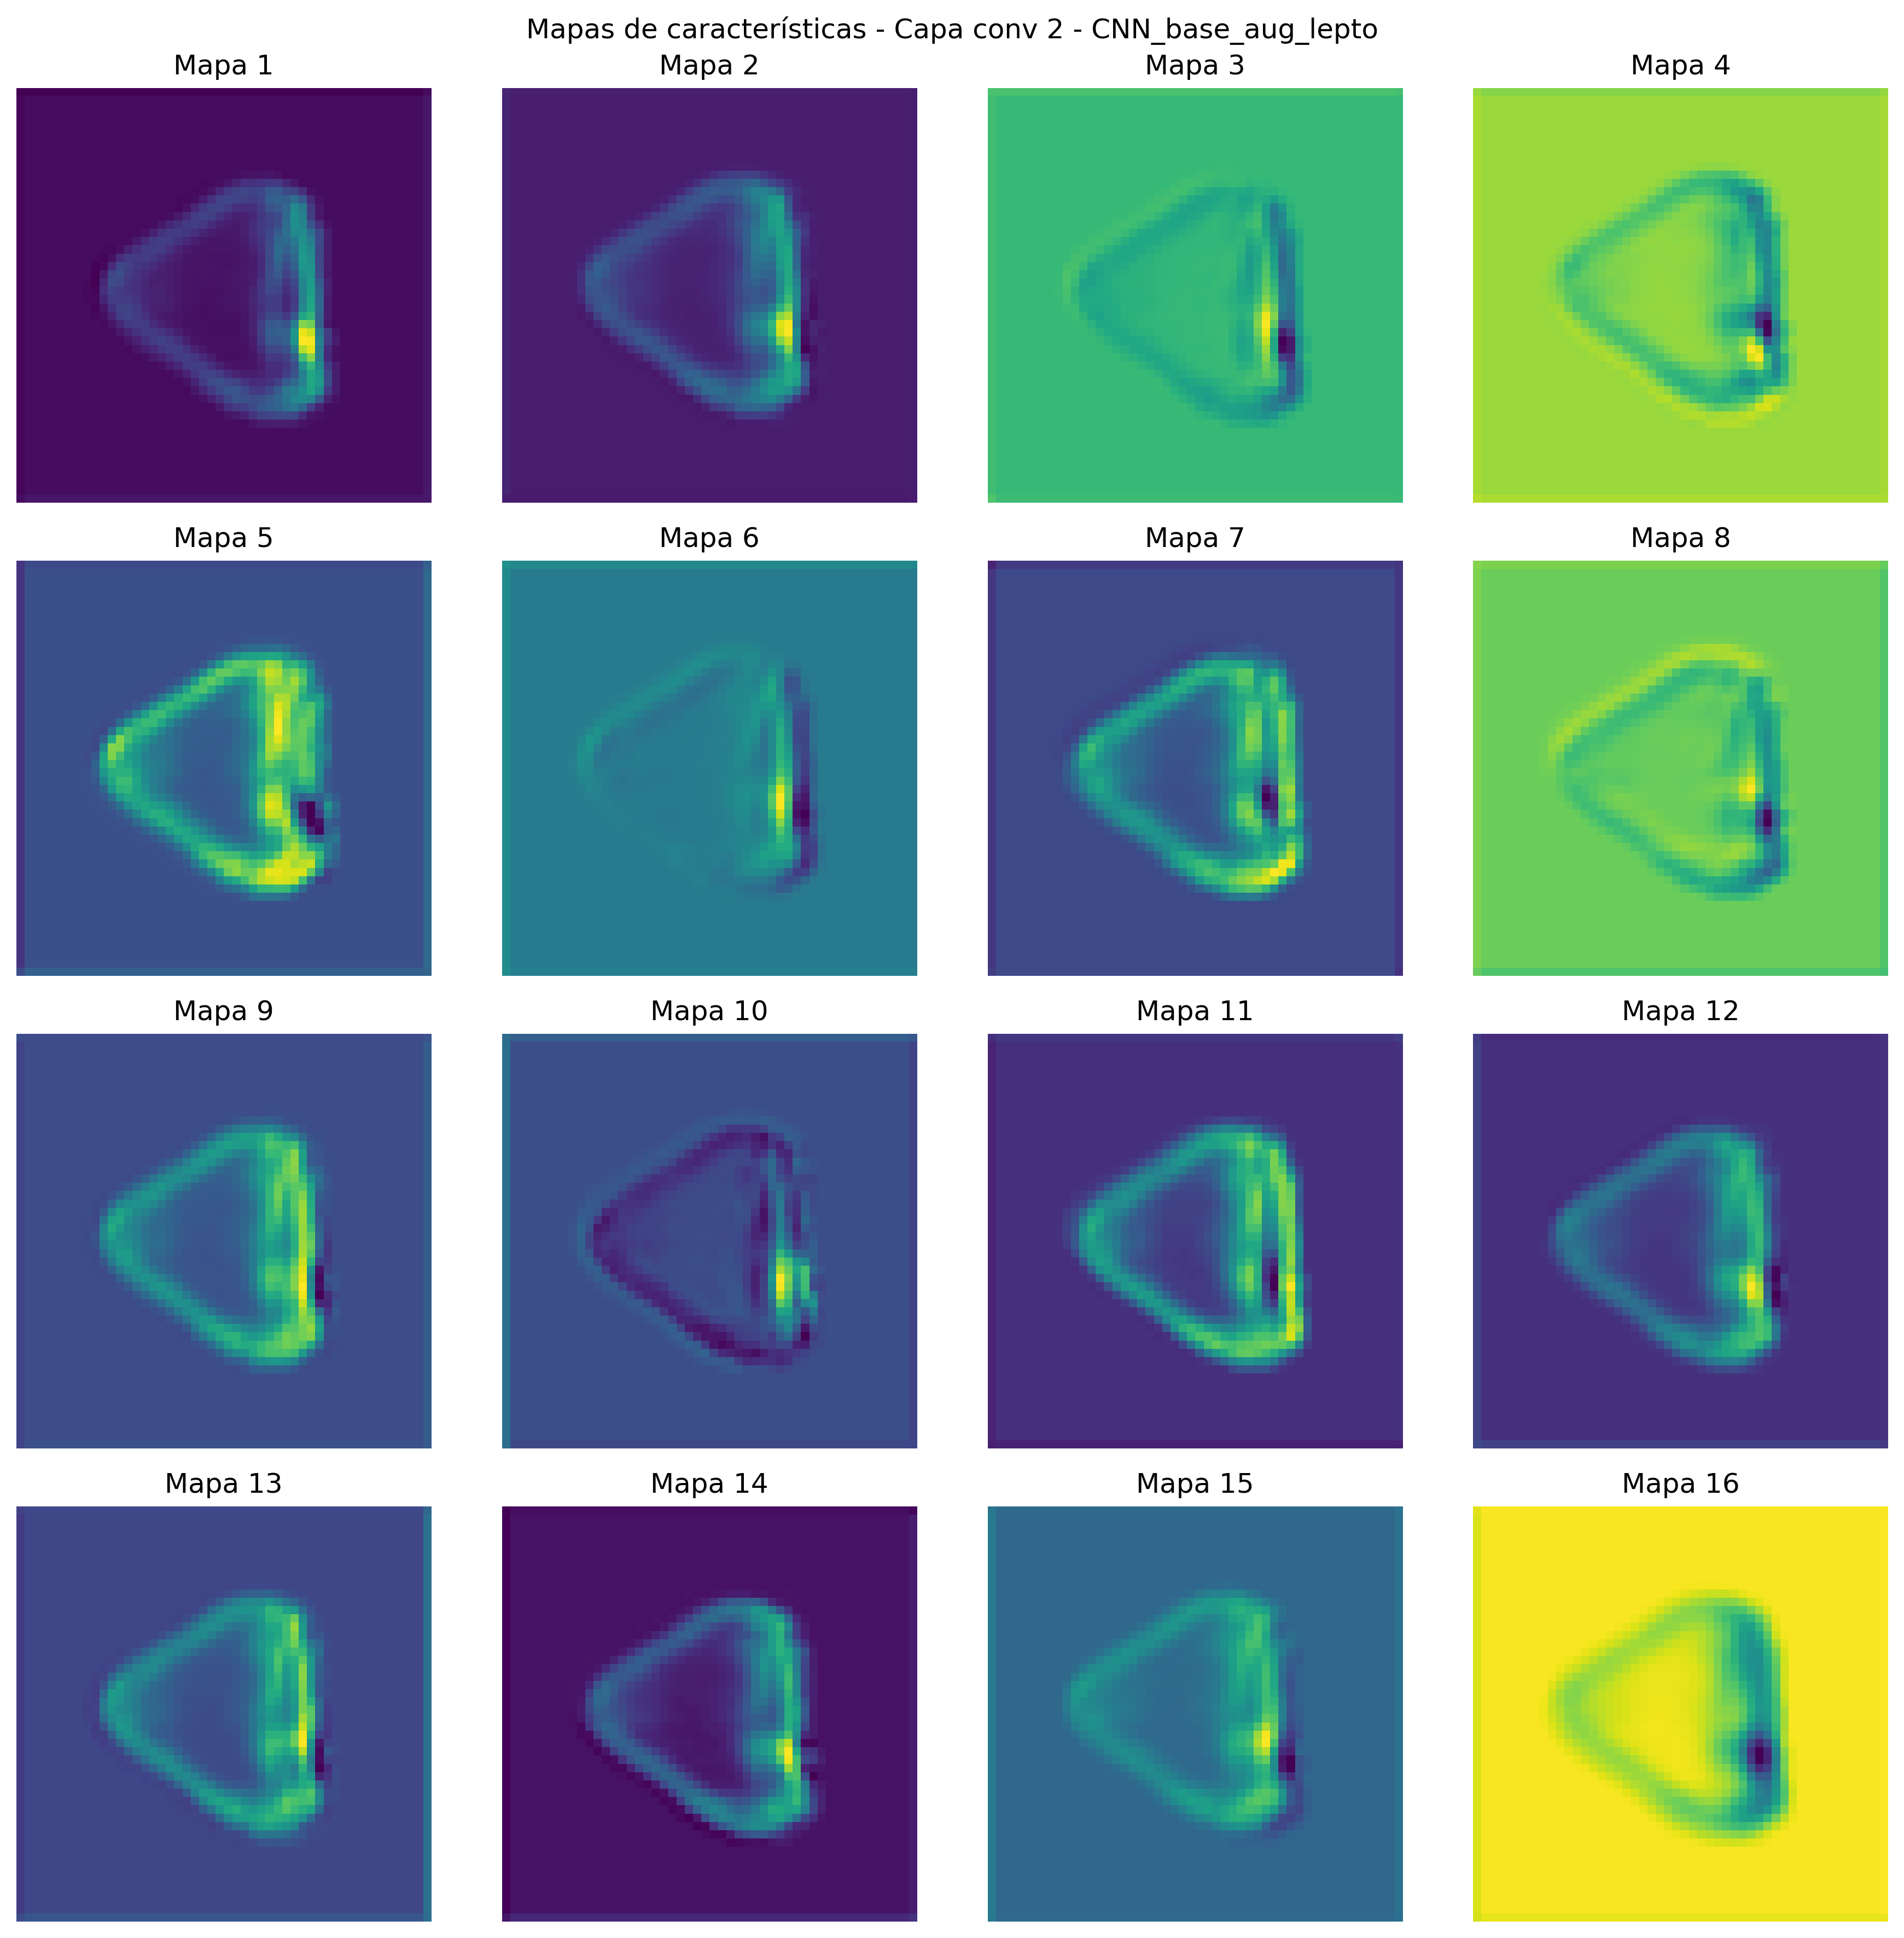 Mapas de características - Capa conv 2 - CNN_base_aug_lepto
Mapa 1
Mapa 2
Mapa 3
Mapa 4
Mapa 5
Mapa 6
Mapa 7
Mapa 8
Mapa 9
Mapa 10
Mapa 11
Mapa 12
Mapa 13
Mapa 14
Mapa 15
Mapa 16